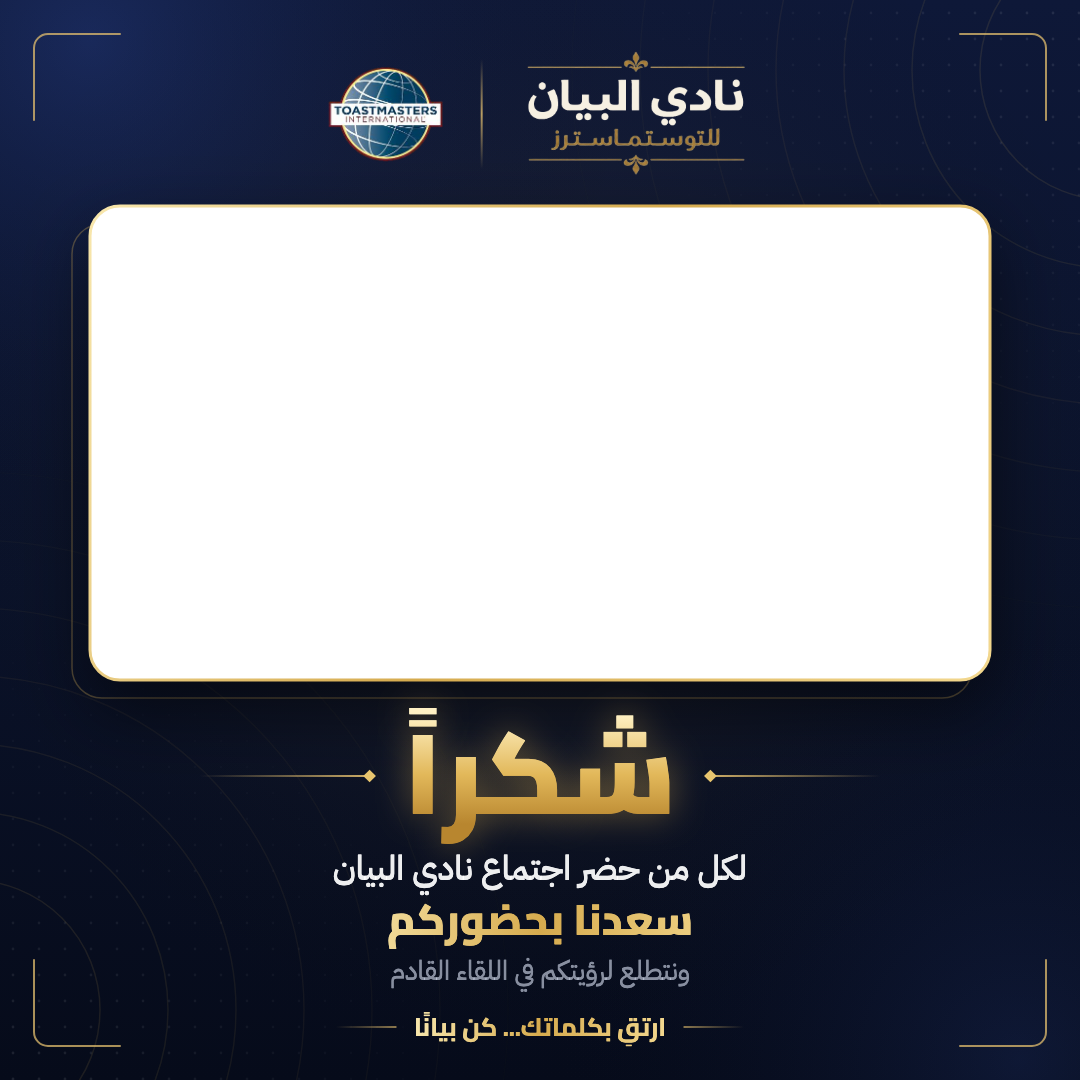 نادي البيان
للتوستماسترز
TOASTMASTERS
INTERNATIONAL
شكراً
لكل من حضر اجتماع نادي البيان
سعدنا بحضوركم
ونتطلع لرؤيتكم في اللقاء القادم
ارتقِ بكلماتك... كن بيانًا